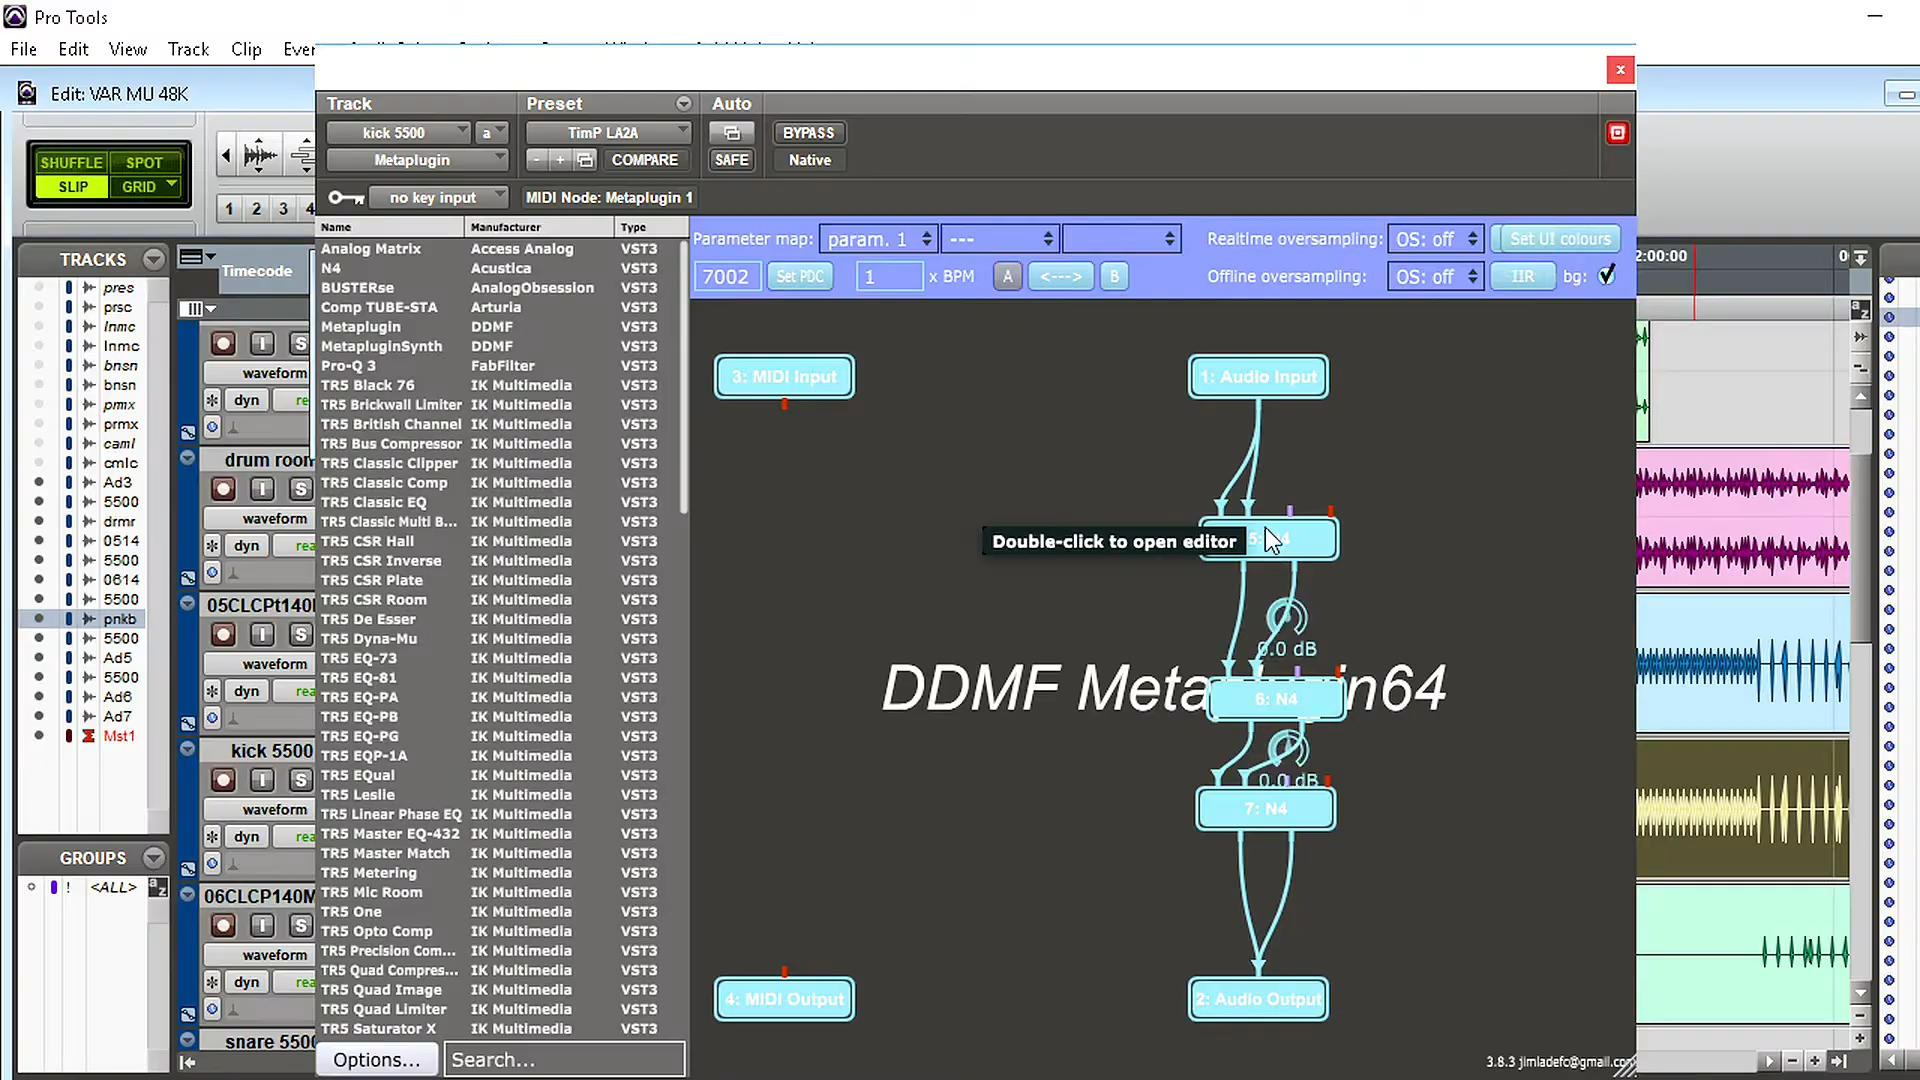 Pro Tools
File Edit View Track Clip
Edit: VAR MU 48K
SHUFFLE SPOT
SLIP GRID
1 2 3 4
Track Preset Auto
kick 5500 a TimP LA2A BYPASS
Metaplugin - + COMPARE SAFE Native
no key input MIDI Node: Metaplugin 1
Name Manufacturer Type
Analog Matrix Access Analog VST3
N4 Acustica VST3
BUSTERse AnalogObsession VST3
Comp TUBE-STA Arturia VST3
Metaplugin DDMF VST3
MetapluginSynth DDMF VST3
Pro-Q 3 FabFilter VST3
TR5 Black 76 IK Multimedia VST3
TR5 Brickwall Limiter IK Multimedia VST3
TR5 British Channel IK Multimedia VST3
TR5 Bus Compressor IK Multimedia VST3
TR5 Classic Clipper IK Multimedia VST3
TR5 Classic Comp IK Multimedia VST3
TR5 Classic EQ IK Multimedia VST3
TR5 Classic Multi B... IK Multimedia VST3
TR5 CSR Hall IK Multimedia VST3
TR5 CSR Inverse IK Multimedia VST3
TR5 CSR Plate IK Multimedia VST3
TR5 CSR Room IK Multimedia VST3
TR5 De Esser IK Multimedia VST3
TR5 Dyna-Mu IK Multimedia VST3
TR5 EQ-73 IK Multimedia VST3
TR5 EQ-81 IK Multimedia VST3
TR5 EQ-PA IK Multimedia VST3
TR5 EQ-PB IK Multimedia VST3
TR5 EQ-PG IK Multimedia VST3
TR5 EQP-1A IK Multimedia VST3
TR5 EQual IK Multimedia VST3
TR5 Leslie IK Multimedia VST3
TR5 Linear Phase EQ IK Multimedia VST3
TR5 Master EQ-432 IK Multimedia VST3
TR5 Master Match IK Multimedia VST3
TR5 Metering IK Multimedia VST3
TR5 Mic Room IK Multimedia VST3
TR5 One IK Multimedia VST3
TR5 Opto Comp IK Multimedia VST3
TR5 Precision Com... IK Multimedia VST3
TR5 Quad Compres... IK Multimedia VST3
TR5 Quad Image IK Multimedia VST3
TR5 Quad Limiter IK Multimedia VST3
TR5 Saturator X IK Multimedia VST3
Options... Search...
Parameter map: param. 1 --- Realtime oversampling: OS: off Set UI colours
7002 Set PDC 1 x BPM A <---> B Offline oversampling: OS: off IIR bg:
3: MIDI Input
1: Audio Input
Double-click to open editor
0.0 dB
6: N4
0.0 dB
7: N4
4: MIDI Output
2: Audio Output
3.8.3
TRACKS
pres
prsc
lnmc
lnmc
bnsn
bnsn
prmx
prmx
caml
cmlc
Ad3
5500
drmr
0514
5500
0614
5500
pnkb
5500
Ad5
5500
Ad6
Ad7
Mst1
GROUPS
! <ALL>
Timecode
2:00:00
I S
waveform
dyn
drum room
I S
waveform
dyn
I S
waveform
dyn
kick 5500
I S
waveform
dyn
I S
waveform
dyn
snare 5500